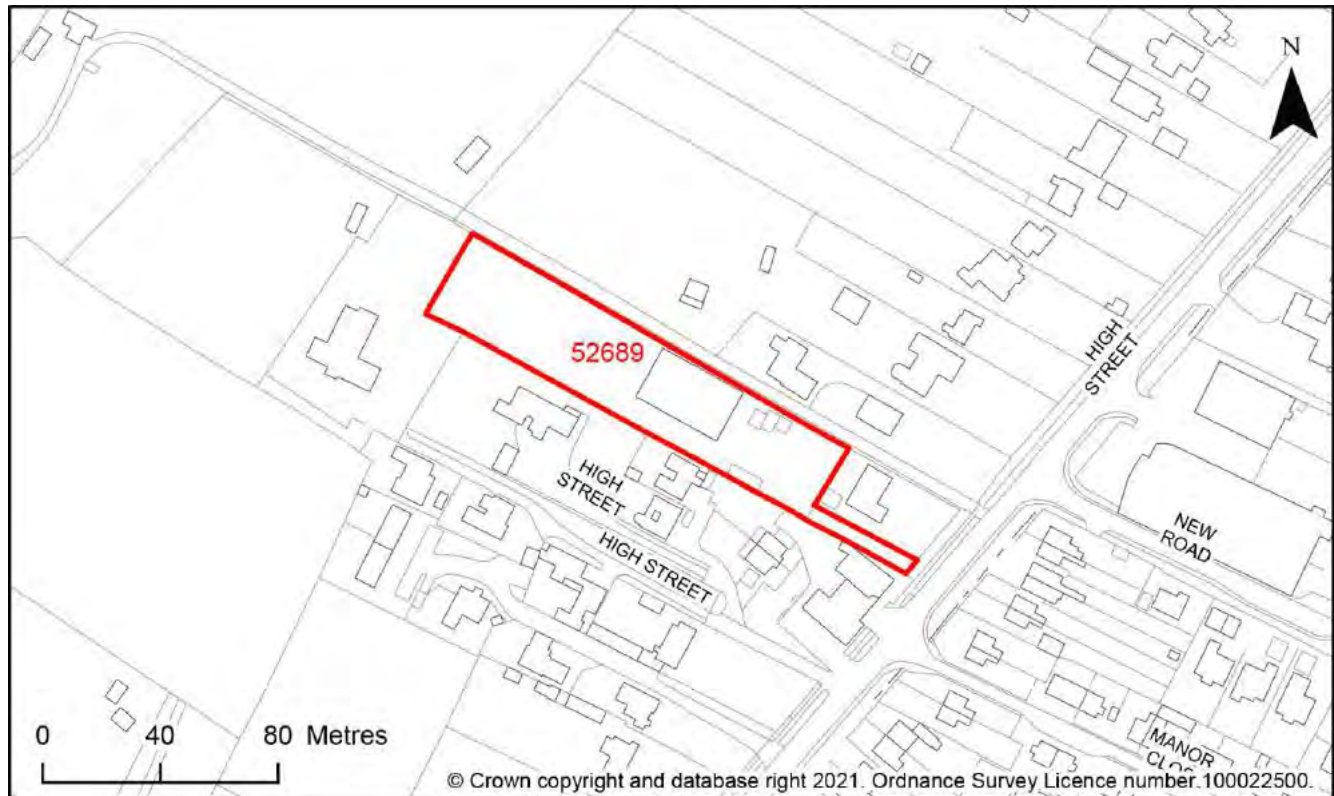 N
HIGH
STREET
52689
HIGH
STREET
HIGH STREET
NEW
ROAD
MANOR
CLOS
0 40 80 Metres
© Crown copyright and database right 2021. Ordnance Survey Licence number 100022500.